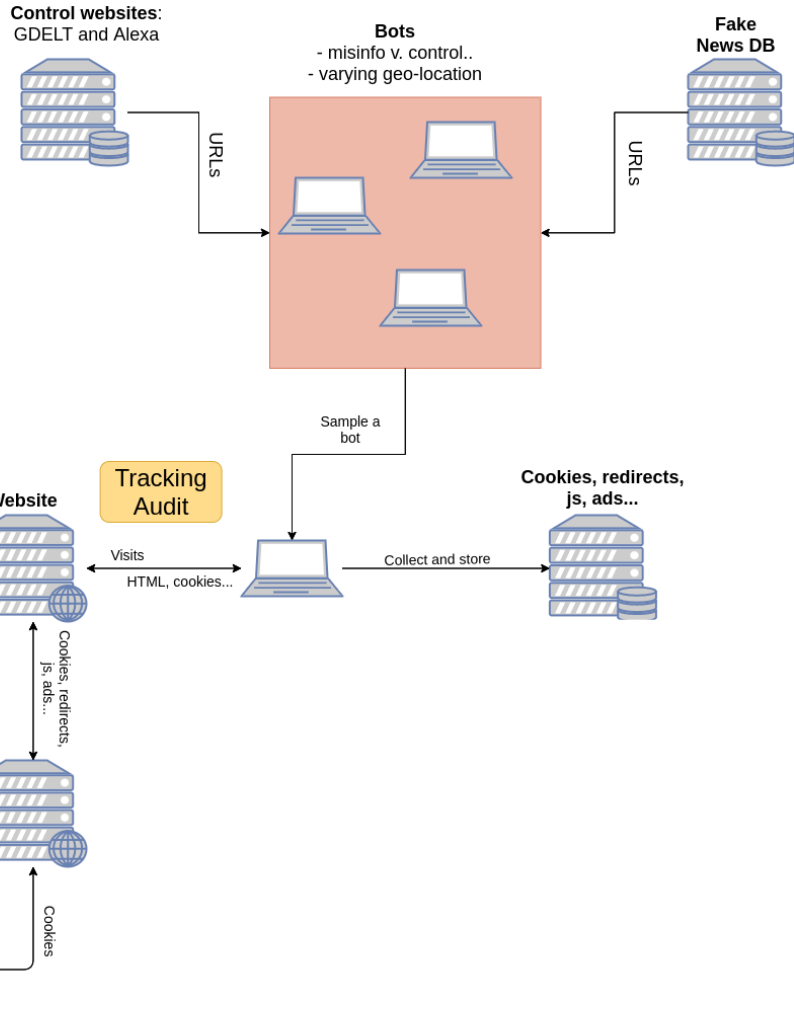 Control websites:
GDELT and Alexa
Bots
- misinfo v. control..
- varying geo-location
Fake
News DB
URLs
URLs
Sample a
bot
Tracking
Audit
Cookies, redirects,
js, ads...
Visits
HTML, cookies...
Collect and store
Cookies, redirects,
js, ads...
Cookies